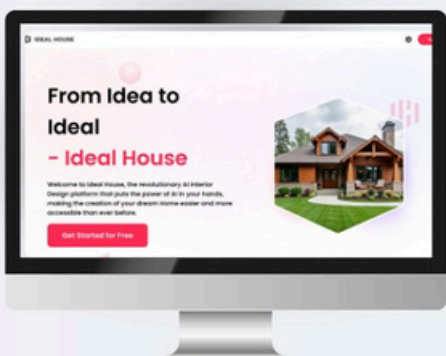 IDEAL HOUSE
From Idea to
Ideal
- Ideal House
Welcome to Ideal House, the revolutionary AI Interior
Design platform that puts the power of AI in your hands,
making the creation of your dream Home easier and more
accessible than ever before.
Get Started for Free